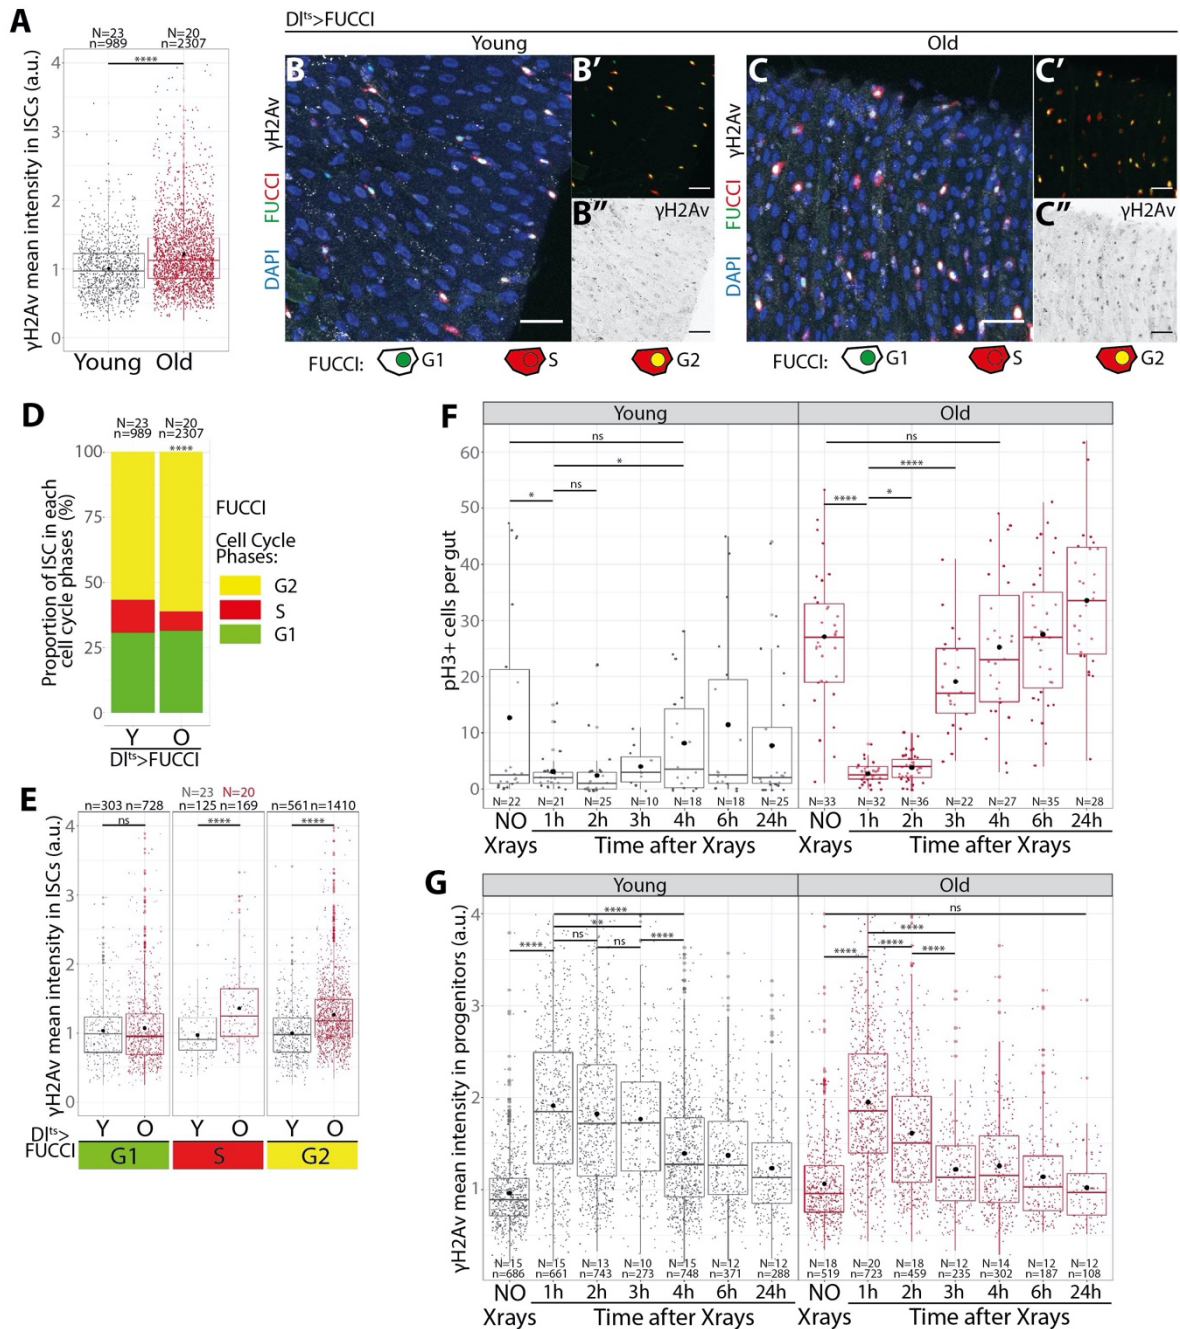 A
N=23 N=20
n=989 n=2307
****
γH2Av mean intensity in ISCs (a.u.)
4
3
2
1
0
Young Old
Dlts>FUCCI
Young
Old
B
DAPI FUCCI γH2Av
B'
B"
γH2Av
C
DAPI FUCCI γH2Av
C'
C"
γH2Av
FUCCI: G1 S G2
FUCCI: G1 S G2
D
N=23 N=20
n=989 n=2307
****
Proportion of ISC in each
cell cycle phases (%)
100
75
50
25
0
Y O
Dlts>FUCCI
FUCCI
Cell Cycle
Phases:
G2
S
G1
E
N=23 N=20
n=303 n=728 n=125 n=169 n=561 n=1410
ns **** ****
γH2Av mean intensity in ISCs (a.u.)
4
3
2
1
0
Y O Y O Y O
Dlts>
FUCCI
G1 S G2
F
Young Old
pH3+ cells per gut
60
50
40
30
20
10
0
ns
*
ns
*
ns
****
*
****
N=22 N=21 N=25 N=10 N=18 N=18 N=25 N=33 N=32 N=36 N=22 N=27 N=35 N=28
NO 1h 2h 3h 4h 6h 24h NO 1h 2h 3h 4h 6h 24h
Xrays Time after Xrays Xrays Time after Xrays
G
Young Old
γH2Av mean intensity in progenitors (a.u.)
4
3
2
1
****
**
ns
****
****
ns
ns
****
****
****
****
N=15 N=15 N=13 N=10 N=15 N=12 N=12 N=18 N=20 N=18 N=12 N=14 N=12 N=12
n=686 n=661 n=743 n=273 n=748 n=371 n=288 n=519 n=723 n=459 n=235 n=302 n=187 n=108
NO 1h 2h 3h 4h 6h 24h NO 1h 2h 3h 4h 6h 24h
Xrays Time after Xrays Xrays Time after Xrays